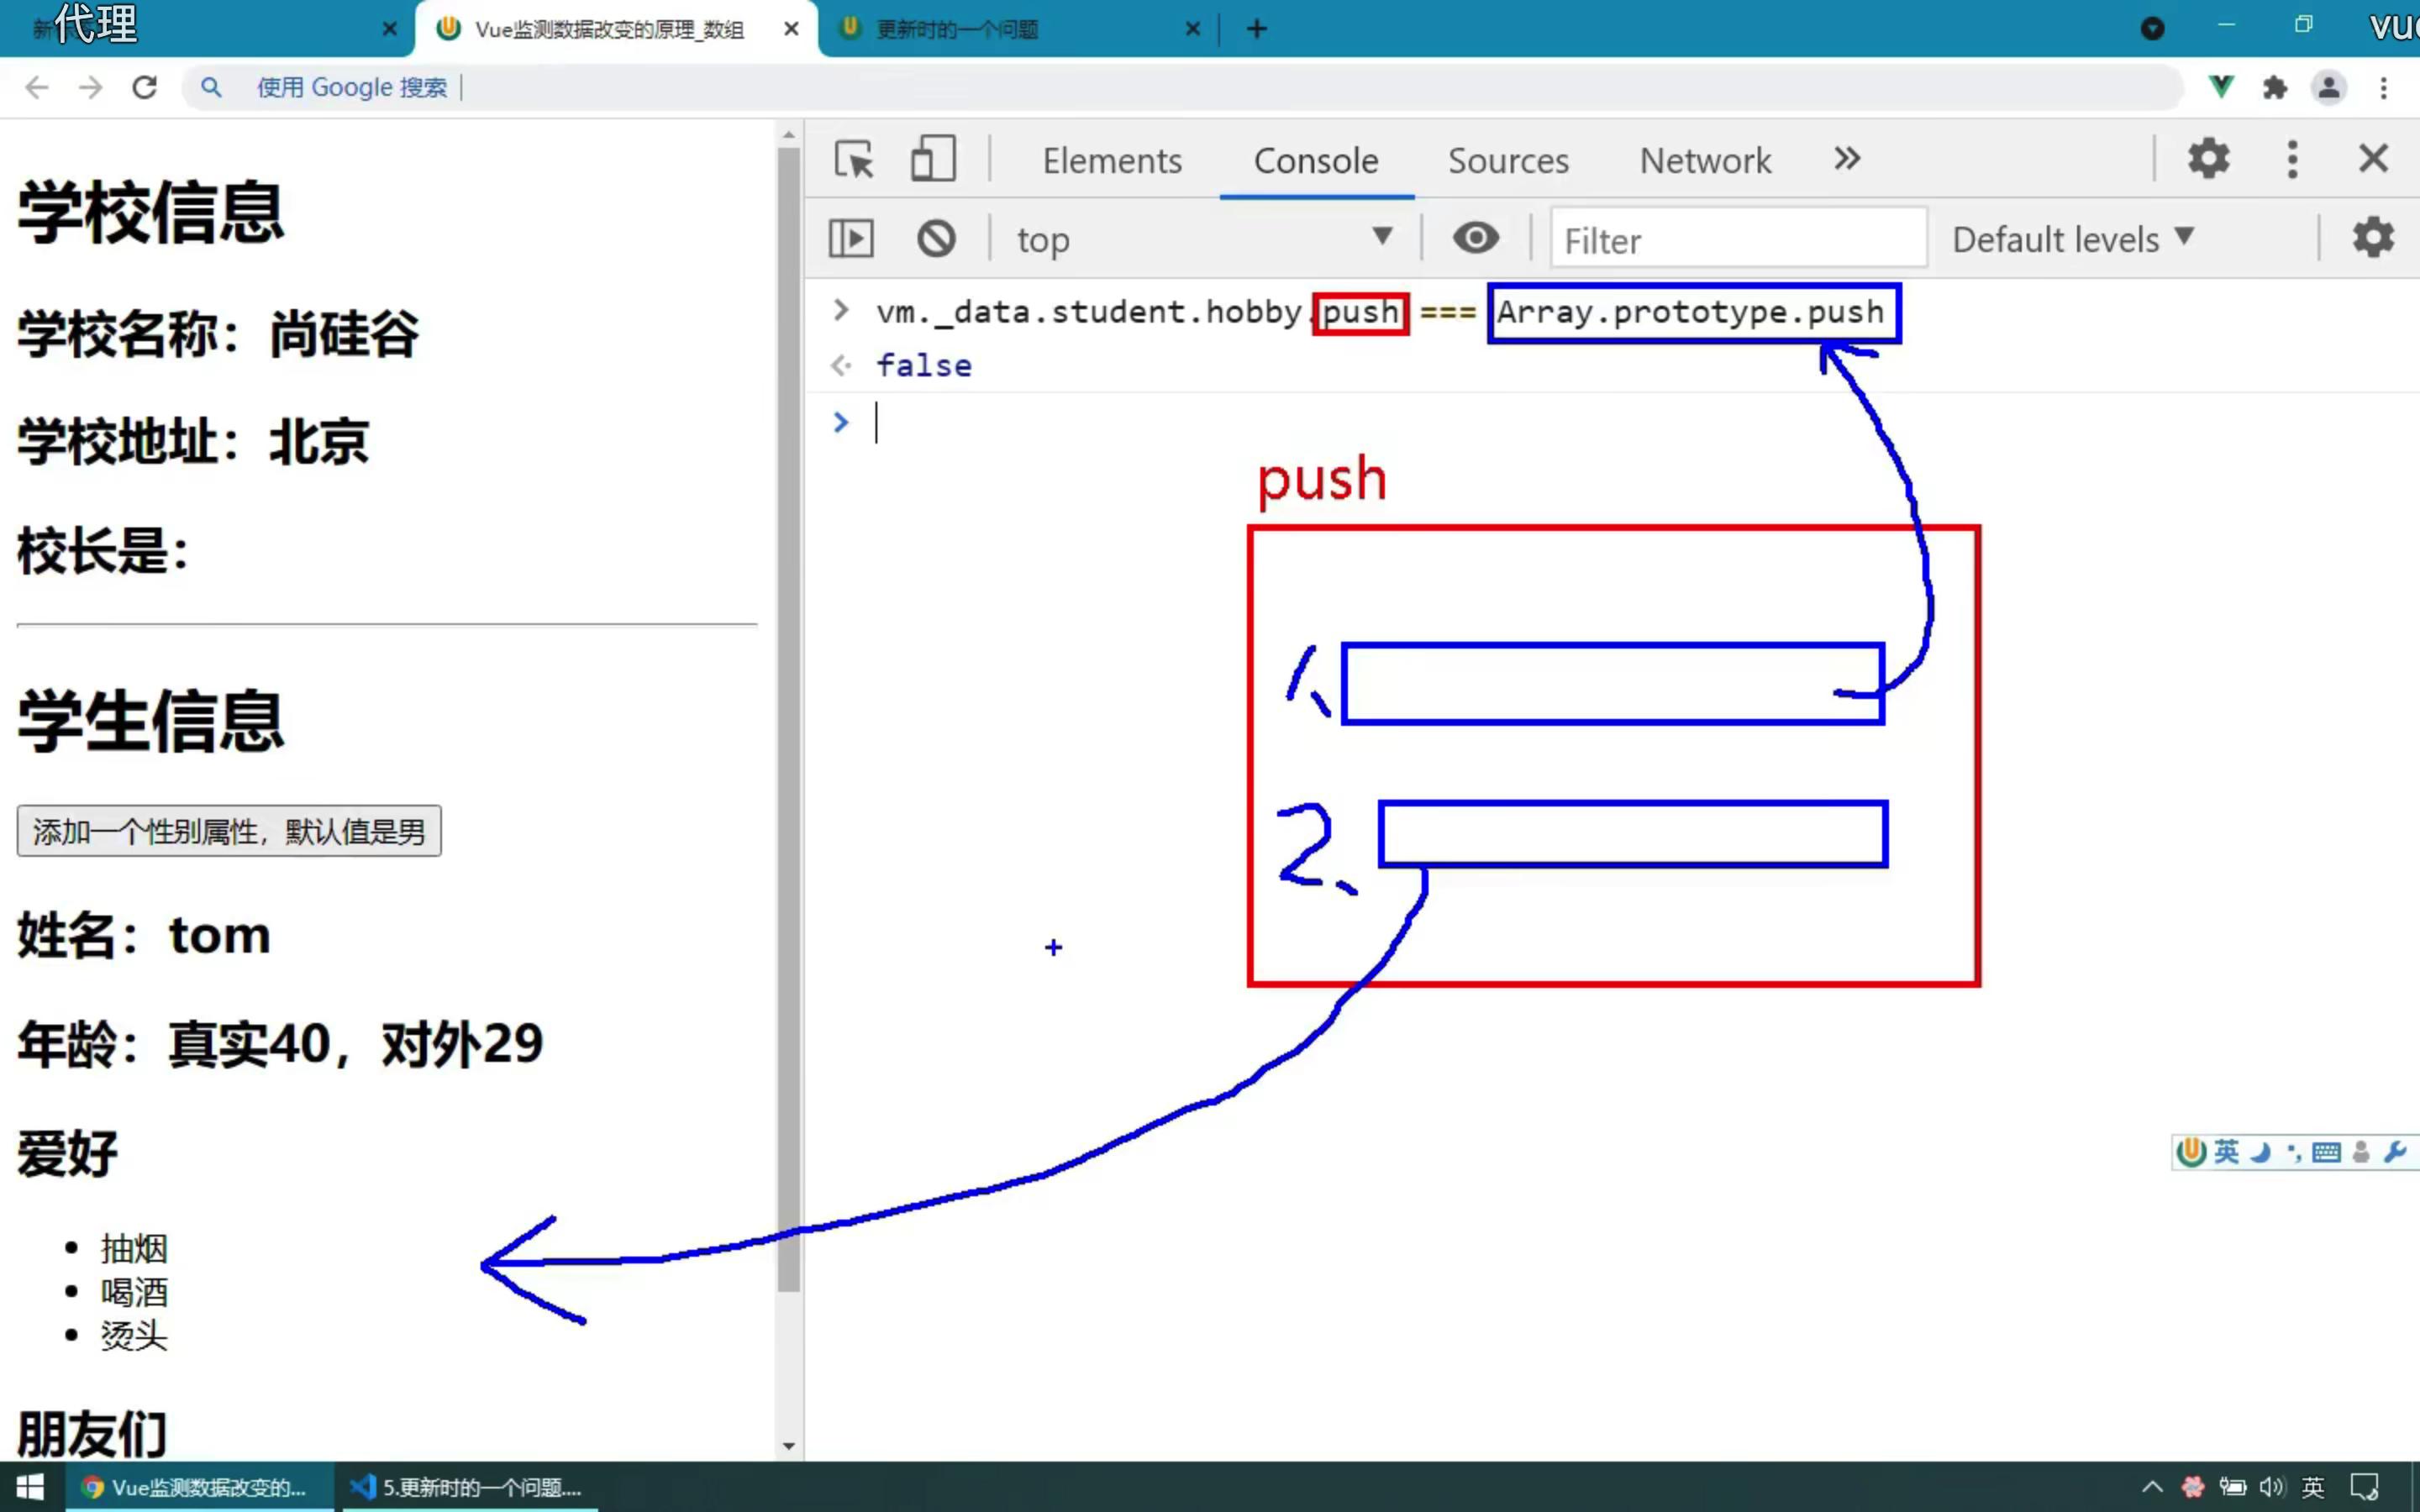 代理
Vue监测数据改变的原理_数组
更新时的一个问题
使用 Google 搜索
学校信息
学校名称：尚硅谷
学校地址：北京
校长是：
学生信息
添加一个性别属性，默认值是男
姓名：tom
年龄：真实40，对外29
爱好
抽烟
喝酒
烫头
朋友们
Elements Console Sources Network
top Filter Default levels
vm._data.student.hobby.push === Array.prototype.push
false
push
1、
2、
英
Vue监测数据改变的...
5.更新时的一个问题....
英